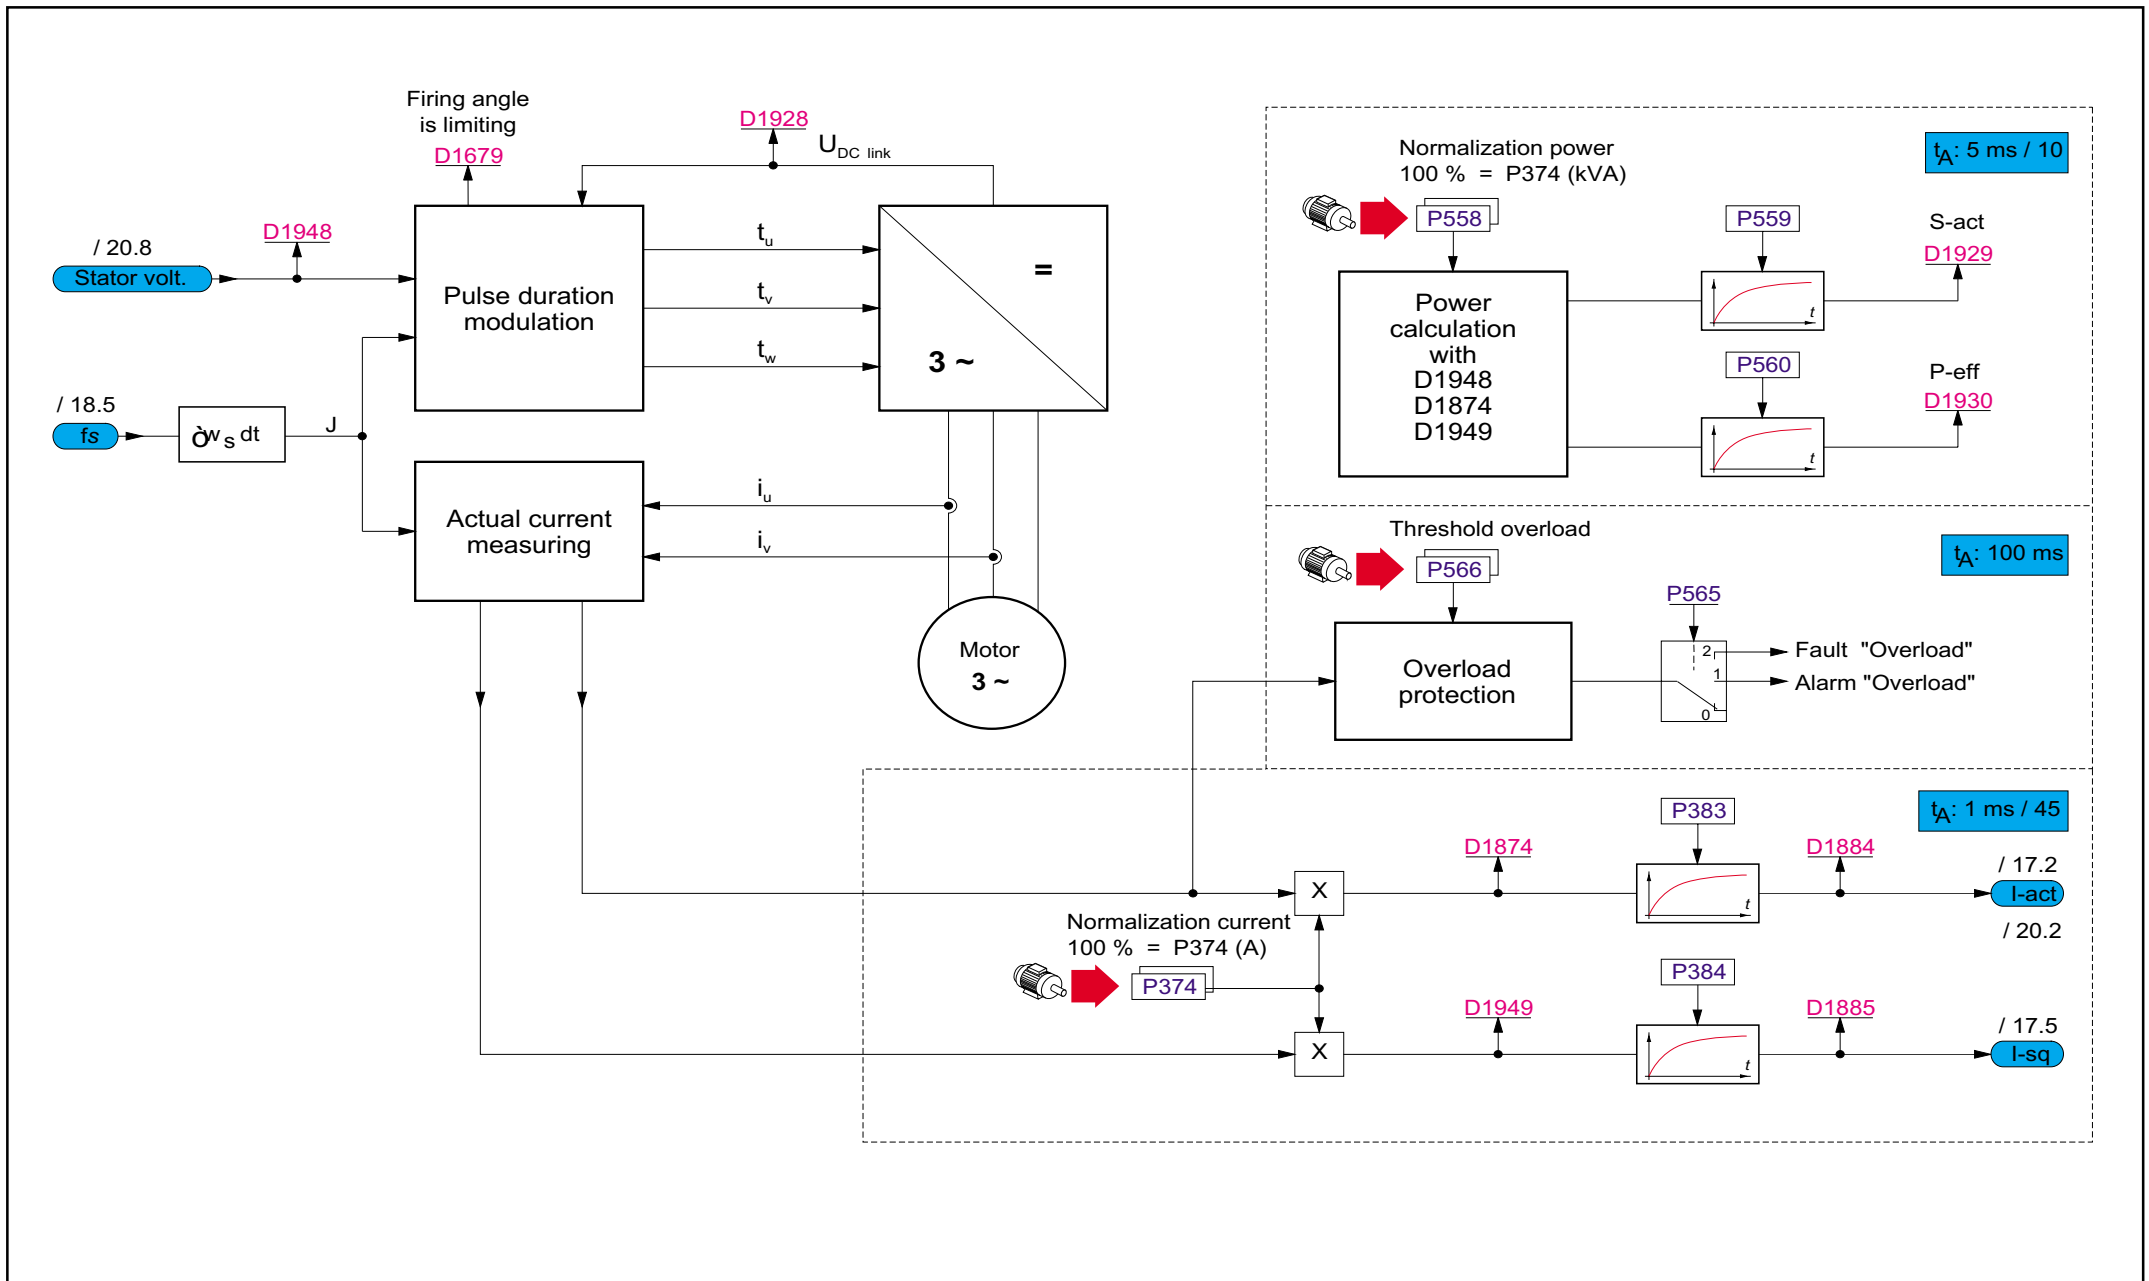 Firing angle
is limiting
D1679
D1928
U DC link
/ 20.8
Stator volt.
D1948
Pulse duration
modulation
tu
tv
tw
=
3 ~
/ 18.5
fs
òw s dt
J
Actual current
measuring
iu
iv
Motor
3 ~
Normalization power
100 % = P374 (kVA)
tA: 5 ms / 10
P558
P559
S-act
D1929
Power
calculation
with
D1948
D1874
D1949
t
P560
P-eff
D1930
t
Threshold overload
tA: 100 ms
P566
P565
Overload
protection
2
1
0
Fault "Overload"
Alarm "Overload"
tA: 1 ms / 45
P383
D1874
D1884
/ 17.2
X
t
I-act
/ 20.2
Normalization current
100 % = P374 (A)
P374
P384
D1949
D1885
/ 17.5
X
t
I-sq